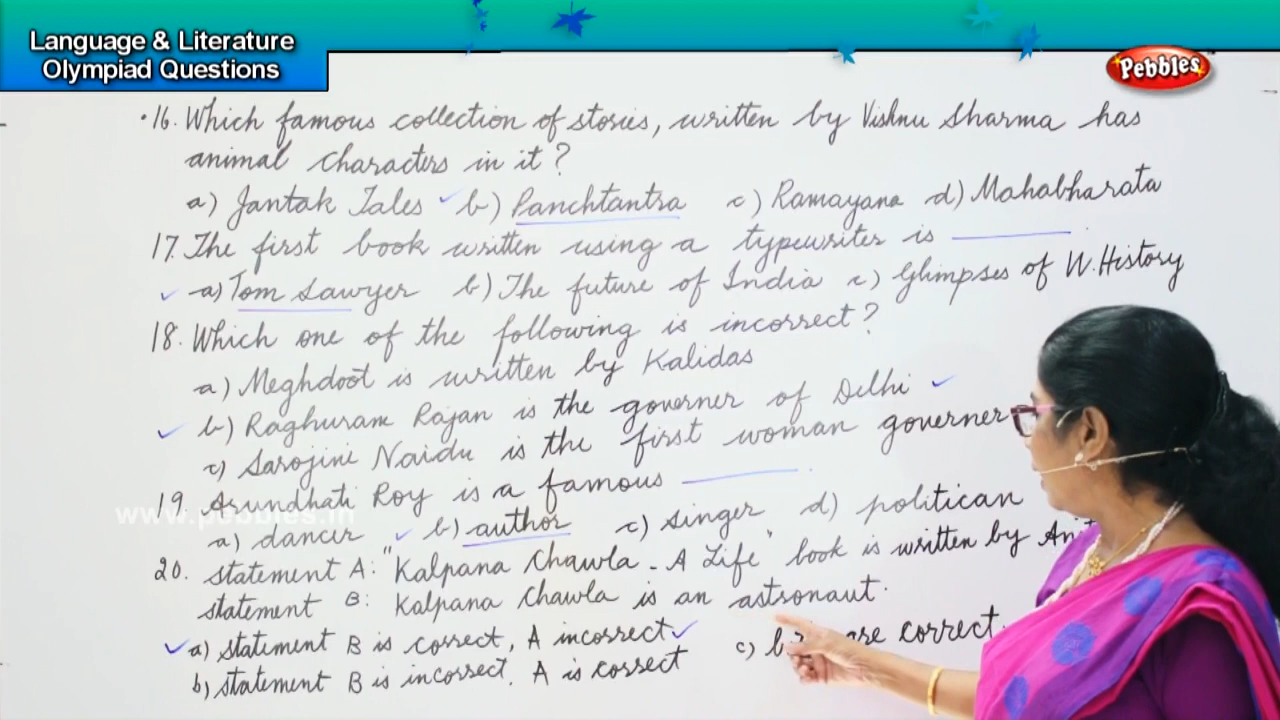 Language & Literature
Olympiad Questions
Pebbles
16. Which famous collection of stories, written by Vishnu Sharma has
animal characters in it?
a) Jantak Tales b) Panchtantra c) Ramayana d) Mahabharata
17. The first book written using a typewriter is
a) Tom Sawyer b) The future of India c) Glimpses of W. History
18. Which one of the following is incorrect?
a) Meghdoot is written by Kalidas
b) Raghuram Rajan is the governer of Delhi
c) Sarojini Naidu is the first woman governer
19. Arundhati Roy is a famous
www.pebbles.in
a) dancer b) author c) singer d) politican
20. statement A: "Kalpana Chawla - A Life" book is written by
statement B: Kalpana Chawla is an astronaut.
a) statement B is correct, A incorrect c) are correct.
b) statement B is incorrect. A is correct